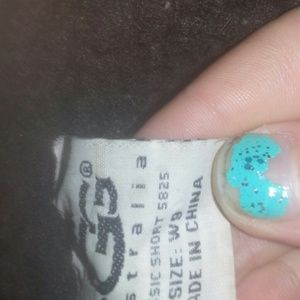 G®
stralia
SIC SHORT 5825
SIZE: W8
ADE IN CHINA